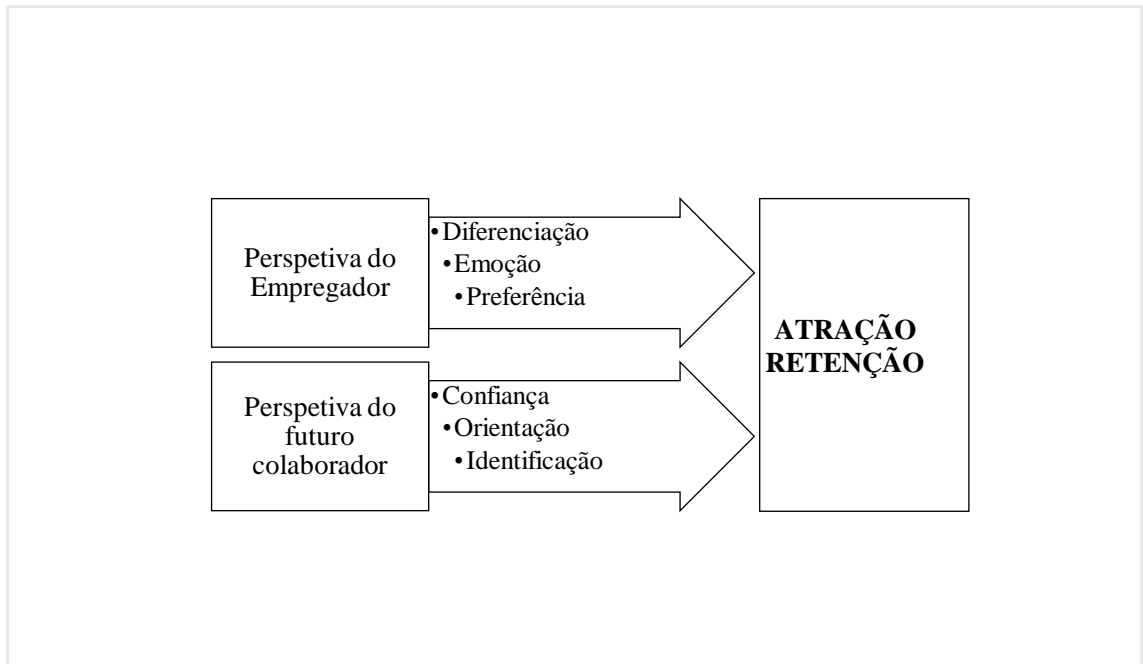 Perspetiva do
Empregador
•Diferenciação
•Emoção
•Preferência
Perspetiva do
futuro
colaborador
•Confiança
•Orientação
•Identificação
ATRAÇÃO
RETENÇÃO